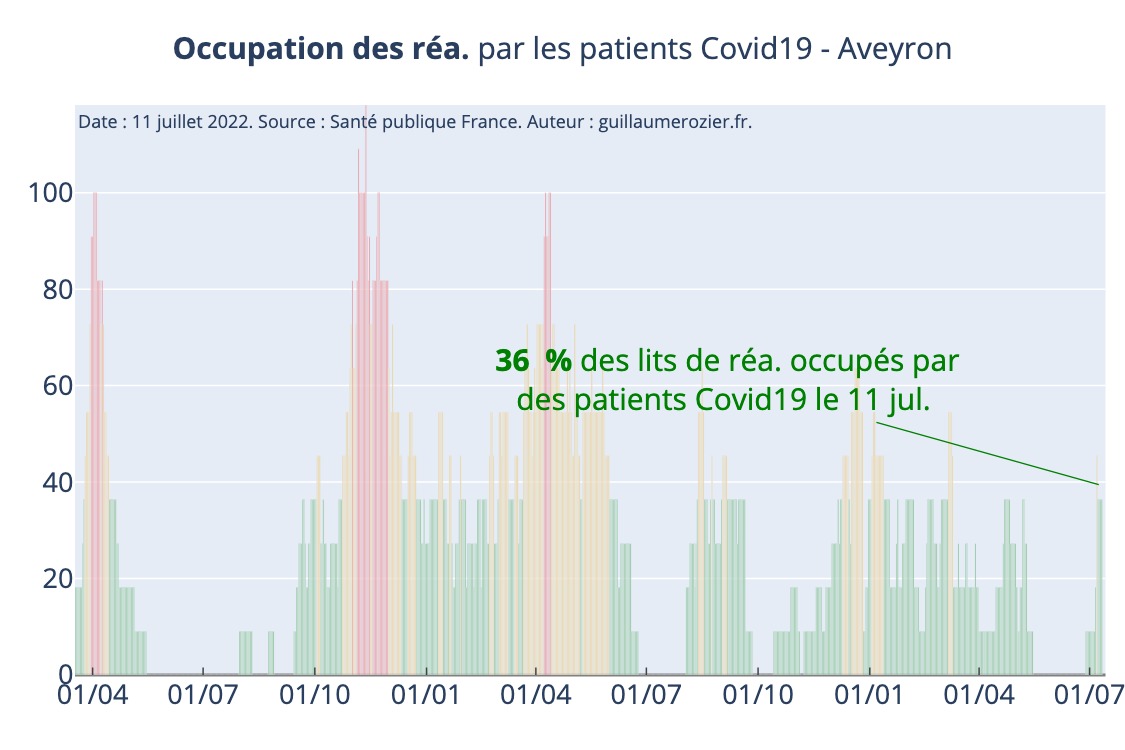 Occupation des réa. par les patients Covid19 - Aveyron
Date : 11 juillet 2022. Source : Santé publique France. Auteur : guillaumerozier.fr.
100
80
60
40
20
0
36 % des lits de réa. occupés par
des patients Covid19 le 11 jul.
01/04 01/07 01/10 01/01 01/04 01/07 01/10 01/01 01/04 01/07